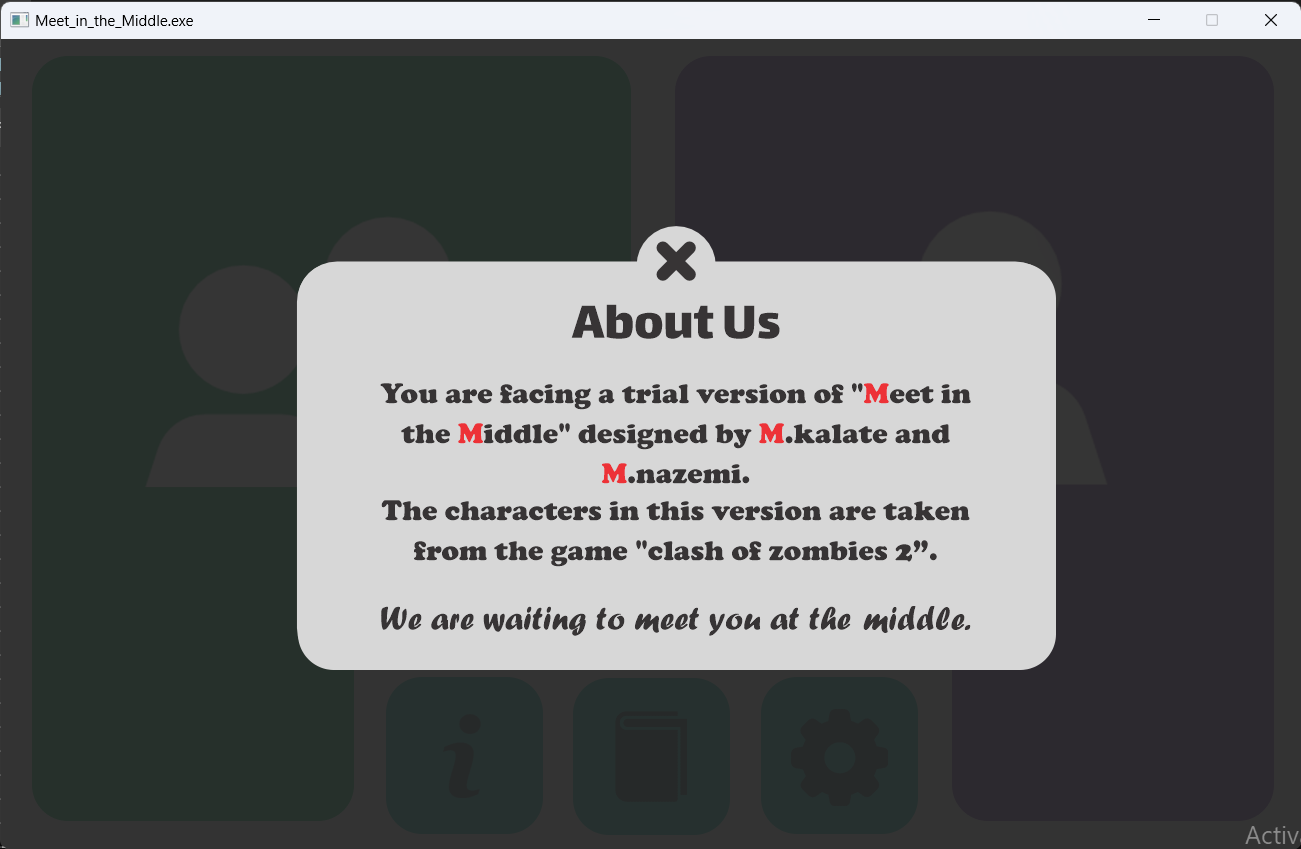 Meet_in_the_Middle.exe
About Us
You are facing a trial version of "Meet in
the Middle" designed by M.kalate and
M.nazemi.
The characters in this version are taken
from the game "clash of zombies 2”.
We are waiting to meet you at the middle.
i
Activ